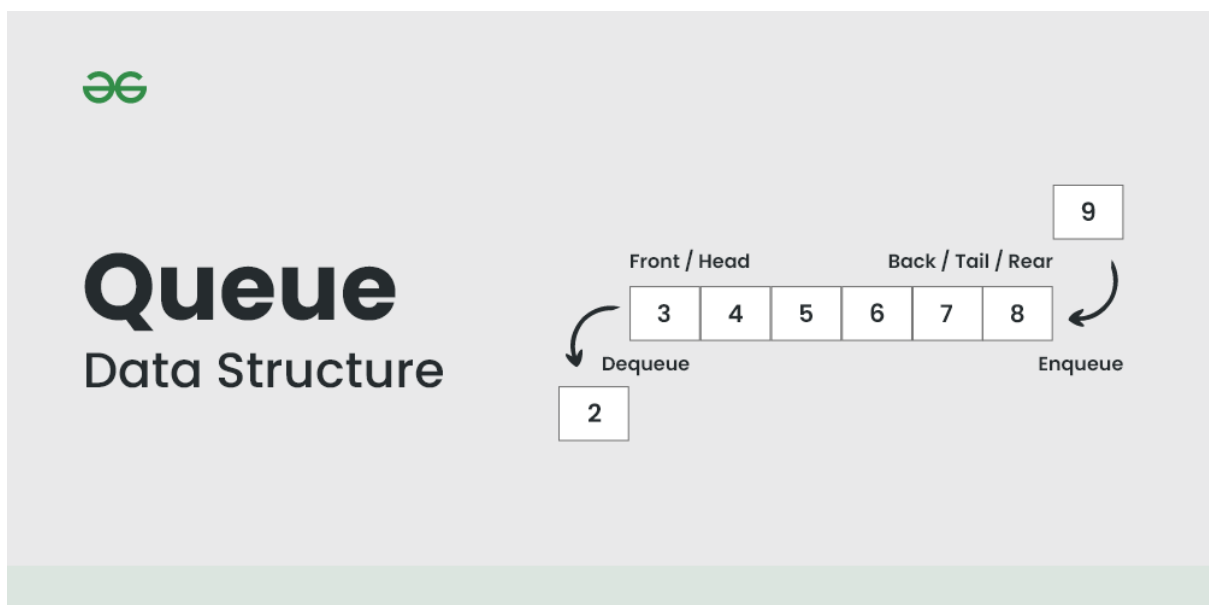 Queue
Data Structure
9
Front / Head
Back / Tail / Rear
3 4 5 6 7 8
Dequeue
Enqueue
2